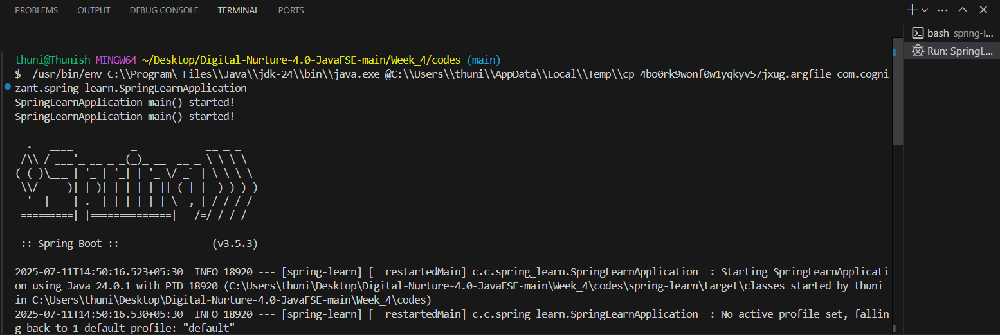 PROBLEMS OUTPUT DEBUG CONSOLE TERMINAL PORTS
bash spring-l...
Run: SpringL...
thuni@Thunish MINGW64 ~/Desktop/Digital-Nurture-4.0-JavaFSE-main/Week_4/codes (main)
$  /usr/bin/env C:\\Program\ Files\\Java\\jdk-24\\bin\\java.exe @C:\\Users\\thuni\\AppData\\Local\\Temp\\cp_4bo0rk9wonf0w1yqkyv57jxug.argfile com.cogni
zant.spring_learn.SpringLearnApplication
SpringLearnApplication main() started!
SpringLearnApplication main() started!
  .   ____          _            __ _ _
 /\\ / ___'_ __ _ _(_)_ __  __ _ \ \ \ \
( ( )\___ | '_ | '_| | '_ \/ _` | \ \ \ \
 \\/  ___)| |_)| | | | | || (_| |  ) ) ) )
  '  |____| .__|_| |_|_| |_\__, | / / / /
 =========|_|==============|___/=/_/_/_/
 :: Spring Boot ::                (v3.5.3)
2025-07-11T14:50:16.523+05:30  INFO 18920 --- [spring-learn] [  restartedMain] c.c.spring_learn.SpringLearnApplication  : Starting SpringLearnApplicati
on using Java 24.0.1 with PID 18920 (C:\Users\thuni\Desktop\Digital-Nurture-4.0-JavaFSE-main\Week_4\codes\spring-learn\target\classes started by thuni
in C:\Users\thuni\Desktop\Digital-Nurture-4.0-JavaFSE-main\Week_4\codes)
2025-07-11T14:50:16.530+05:30  INFO 18920 --- [spring-learn] [  restartedMain] c.c.spring_learn.SpringLearnApplication  : No active profile set, fallin
g back to 1 default profile: "default"